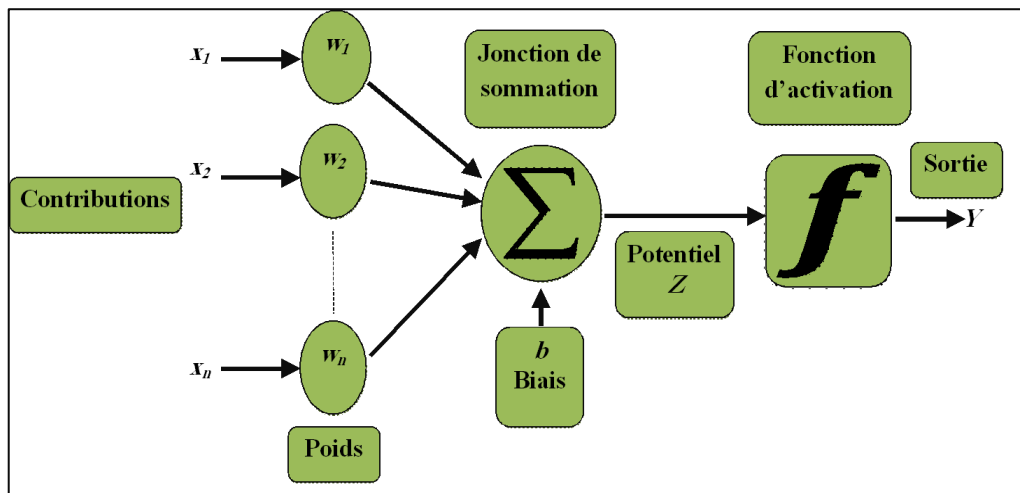 x1
w1
Jonction de
sommation
Fonction
d'activation
x2
w2
Contributions
Σ
f
Sortie
Y
Potentiel
Z
xn
wn
b
Biais
Poids